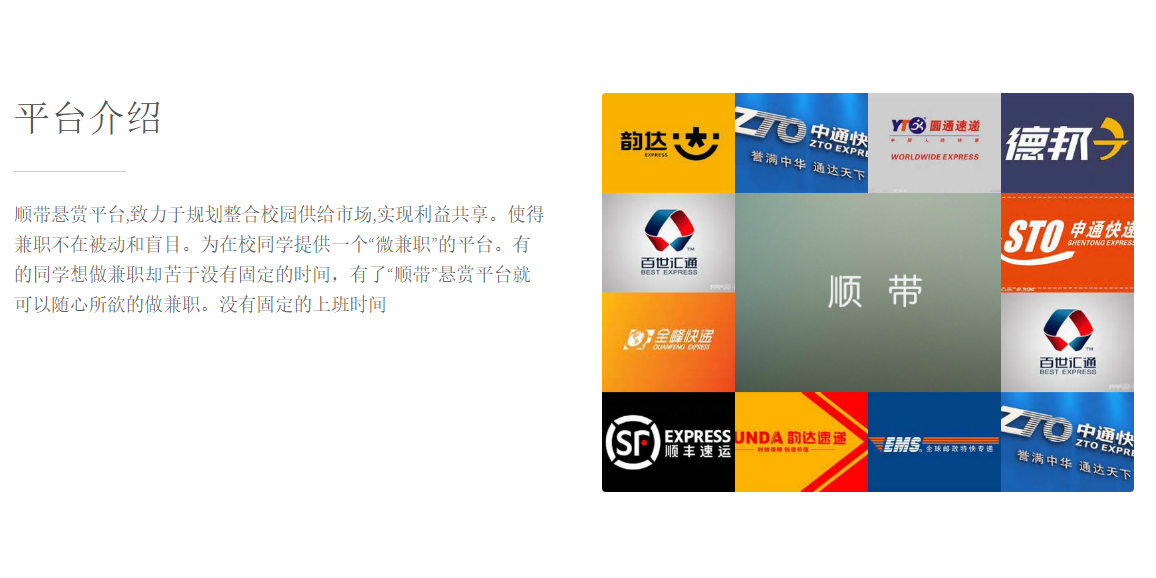 平台介绍
顺带悬赏平台,致力于规划整合校园供给市场,实现利益共享。使得
兼职不在被动和盲目。为在校同学提供一个“微兼职”的平台。有
的同学想做兼职却苦于没有固定的时间，有了“顺带”悬赏平台就
可以随心所欲的做兼职。没有固定的上班时间
韵达
EXPRESS
ZTO 中通快
ZTO EXPRE
誉满中华 通达天下
YTO 圆通速递
WORLDWIDE EXPRESS
德邦
百世汇通
BEST EXPRESS
顺 带
STO 申通快递
SHENTONG EXPRESS
全峰快递
QUANFENG EXPRESS
百世汇通
BEST EXPRESS
SF EXPRESS
顺丰速运
UNDA 韵达速递
EMS 全球邮政特快专递
ZTO 中通快
ZTO EXPRE
誉满中华 通达天下